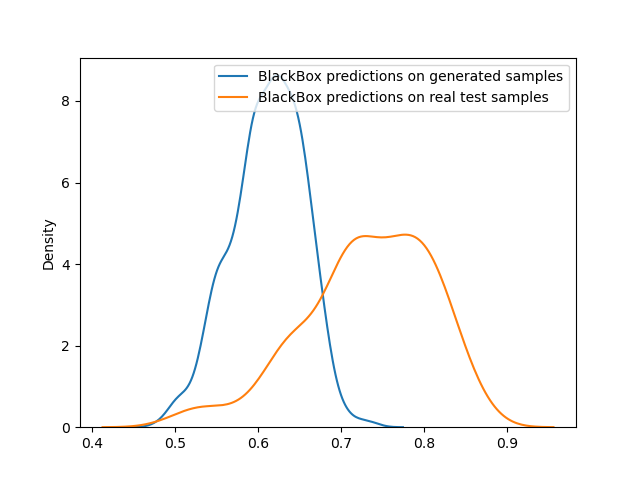 BlackBox predictions on generated samples
BlackBox predictions on real test samples
Density
8
6
4
2
0
0.4 0.5 0.6 0.7 0.8 0.9